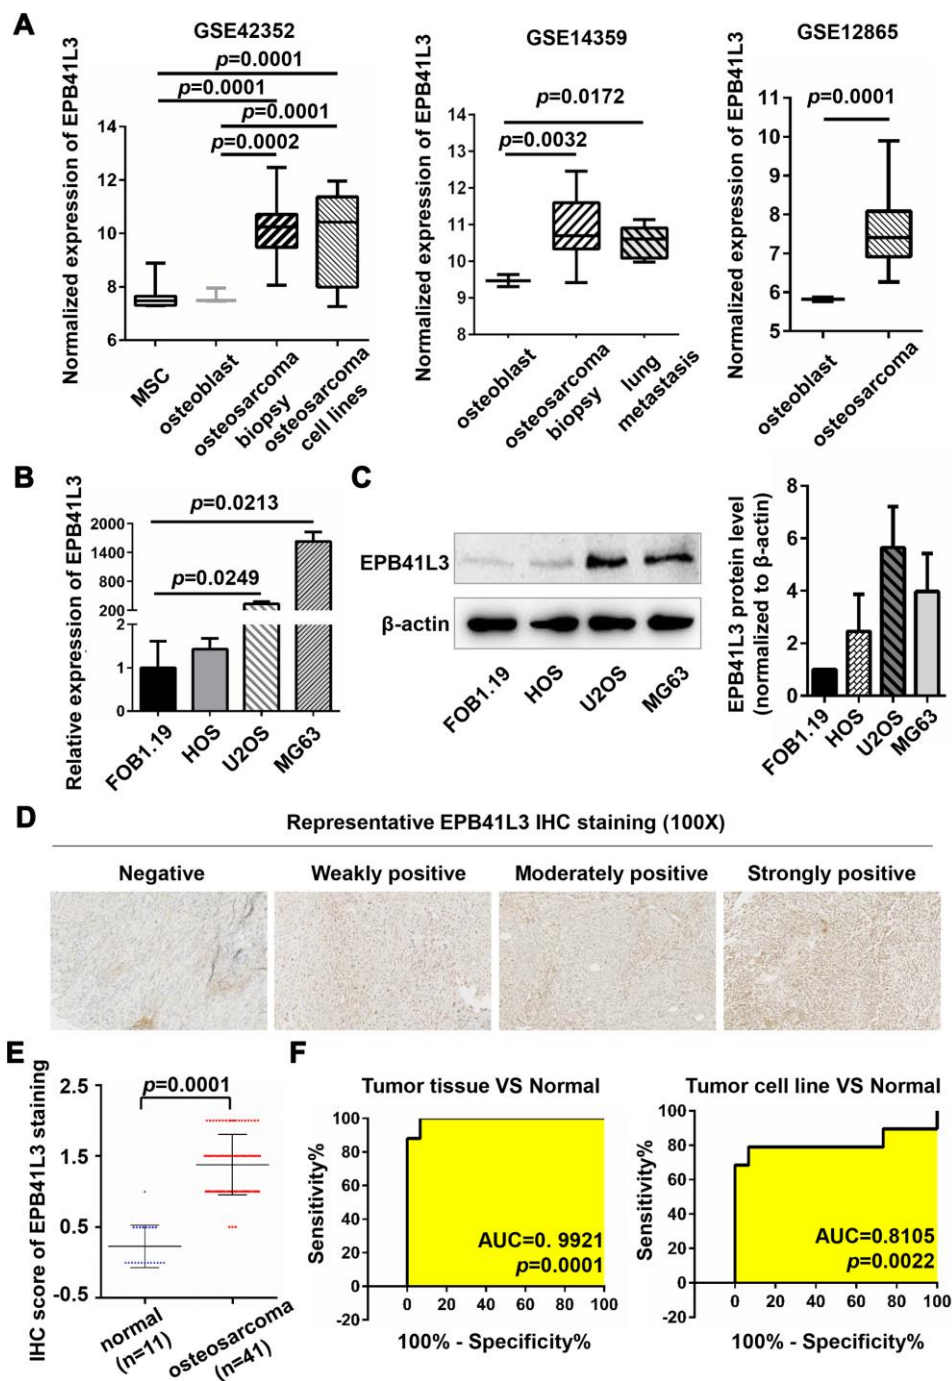 A
GSE42352
p=0.0001
p=0.0001
p=0.0001
p=0.0002
Normalized expression of EPB41L3
14
12
10
8
6
MSC
osteoblast
osteosarcoma
biopsy
osteosarcoma
cell lines
GSE14359
p=0.0172
p=0.0032
Normalized expression of EPB41L3
14
13
12
11
10
9
8
osteoblast
osteosarcoma
biopsy
lung
metastasis
GSE12865
p=0.0001
Normalized expression of EPB41L3
11
10
9
8
7
6
5
osteoblast
osteosarcoma
B
p=0.0213
p=0.0249
Relative expression of EPB41L3
2000
1400
800
200
2
1
0
FOB1.19
HOS
U2OS
MG63
C
EPB41L3
β-actin
FOB1.19
HOS
U2OS
MG63
EPB41L3 protein level
(normalized to β-actin)
8
6
4
2
0
FOB1.19
HOS
U2OS
MG63
D
Representative EPB41L3 IHC staining (100X)
Negative
Weakly positive
Moderately positive
Strongly positive
E
p=0.0001
IHC score of EPB41L3 staining
2.5
1.5
0.5
-0.5
normal
(n=11)
osteosarcoma
(n=41)
F
Tumor tissue VS Normal
Sensitivity%
100
80
60
40
20
0
-20
AUC=0. 9921
p=0.0001
0 20 40 60 80 100
100% - Specificity%
Tumor cell line VS Normal
Sensitivity%
100
80
60
40
20
0
-20
AUC=0.8105
p=0.0022
0 20 40 60 80 100
100% - Specificity%